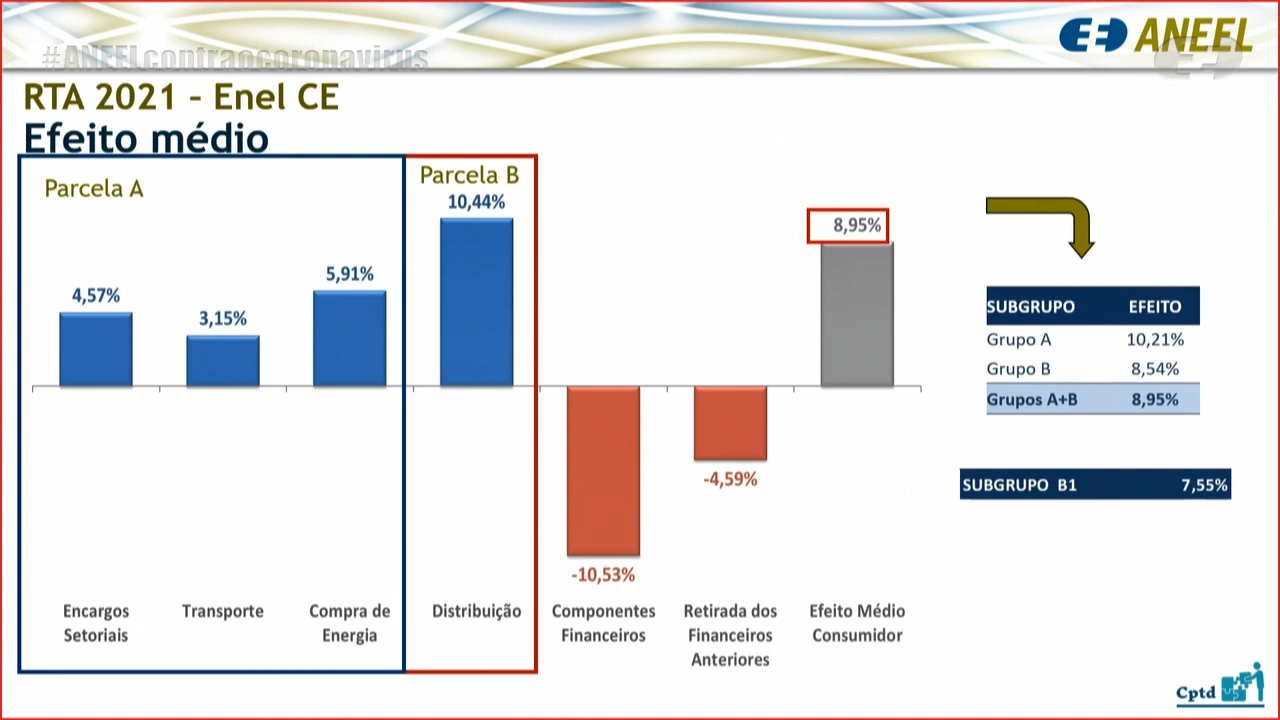 #ANEELcontraocoronavirus
ANEEL
RTA 2021 – Enel CE
Efeito médio
Parcela A
Parcela B
4,57%
3,15%
5,91%
10,44%
-10,53%
-4,59%
8,95%
Encargos
Setoriais
Transporte
Compra de
Energia
Distribuição
Componentes
Financeiros
Retirada dos
Financeiros
Anteriores
Efeito Médio
Consumidor
SUBGRUPO EFEITO
Grupo A 10,21%
Grupo B 8,54%
Grupos A+B 8,95%
SUBGRUPO B1 7,55%
Cptd